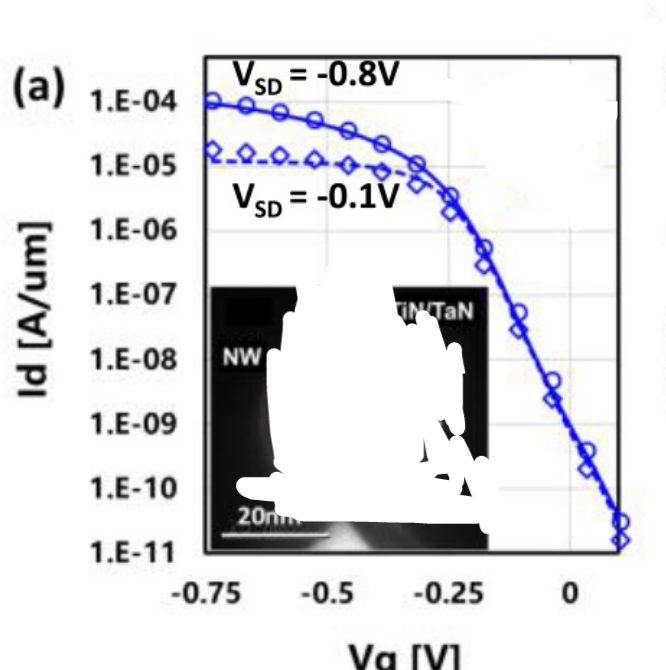 (a)
V_SD = -0.8V
1.E-04
1.E-05
V_SD = -0.1V
1.E-06
1.E-07
TiN/TaN
NW
1.E-08
1.E-09
1.E-10
20nm
1.E-11
Id [A/um]
-0.75 -0.5 -0.25 0
Vg [V]